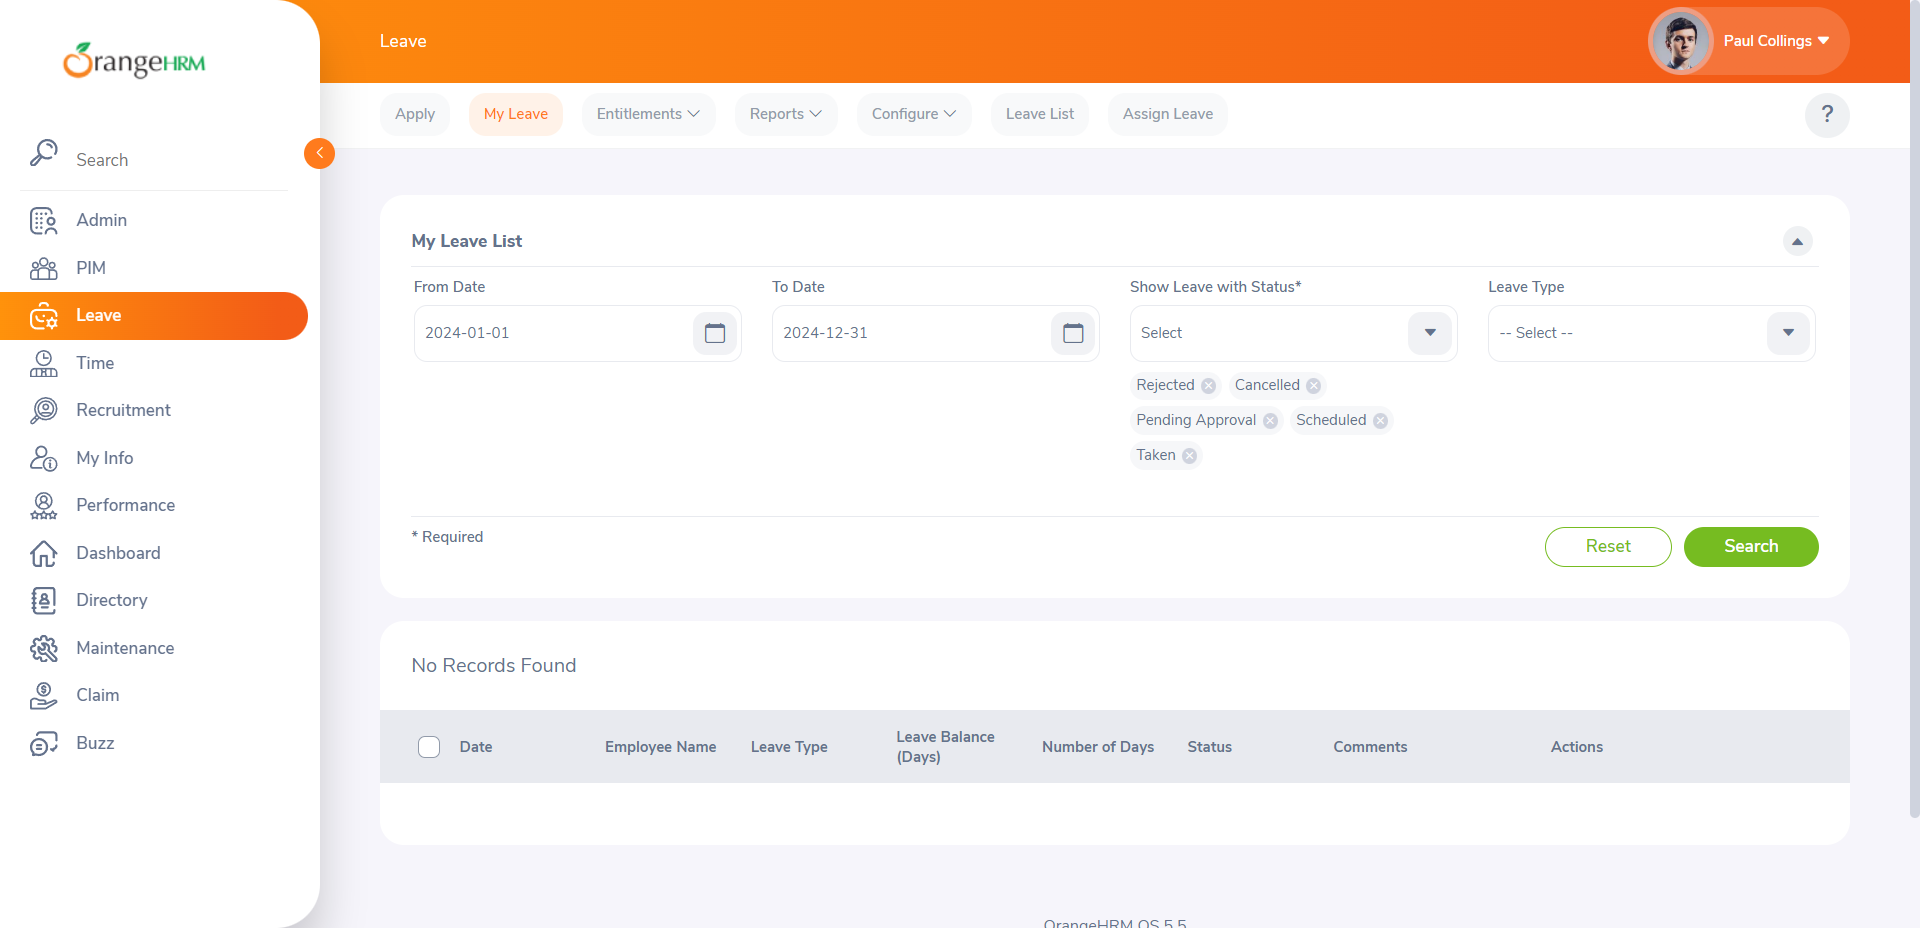 OrangeHRM
Search
Admin
PIM
Leave
Time
Recruitment
My Info
Performance
Dashboard
Directory
Maintenance
Claim
Buzz
Leave
Paul Collings
Apply
My Leave
Entitlements
Reports
Configure
Leave List
Assign Leave
?
My Leave List
From Date
To Date
Show Leave with Status*
Leave Type
2024-01-01
2024-12-31
Select
-- Select --
Rejected
Cancelled
Pending Approval
Scheduled
Taken
* Required
Reset
Search
No Records Found
Date
Employee Name
Leave Type
Leave Balance
(Days)
Number of Days
Status
Comments
Actions
OrangeHRM OS 5.5